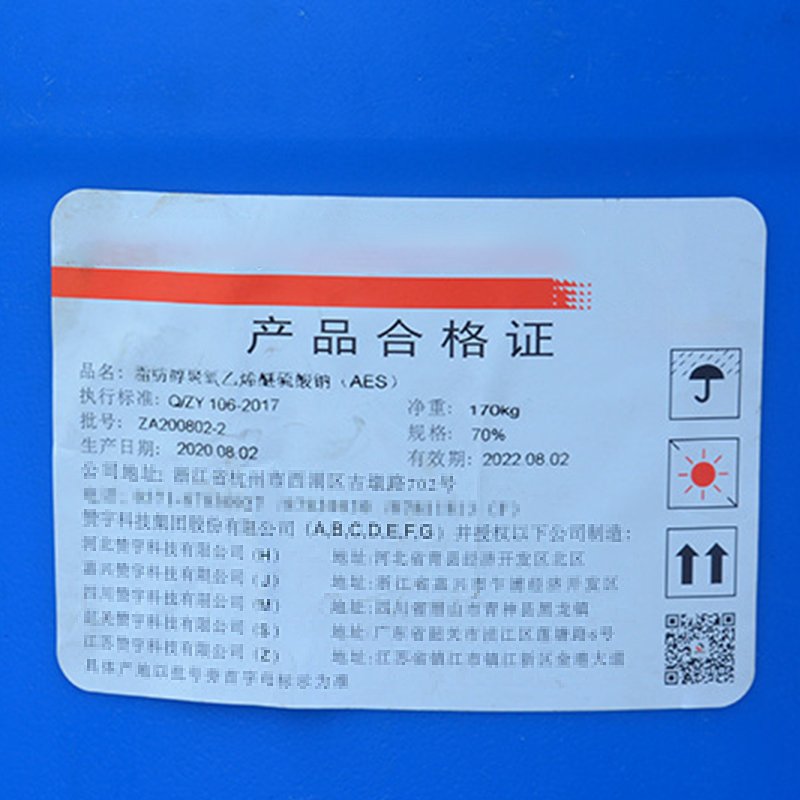 产品合格证
品名：脂肪醇聚氧乙烯醚硫酸钠（AES）
执行标准：Q/ZY 106-2017
净重：170kg
批号：ZA200802-2
规格：70%
生产日期：2020.08.02
有效期：2022.08.02
公司地址：浙江省杭州市西湖区古墩路702号
电话：
赞宇科技集团股份有限公司（A,B,C,D,E,F,G）并授权以下公司制造：
河北赞宇科技有限公司（H） 地址：河北省青县经济开发区北区
嘉兴赞宇科技有限公司（J） 地址：浙江省嘉兴市乍浦经济开发区
四川赞宇科技有限公司（M） 地址：四川省眉山市青神县黑龙镇
韶关赞宇科技有限公司（S） 地址：广东省韶关市浈江区莲塘路6号
江苏赞宇科技有限公司（Z） 地址：江苏省镇江市镇江新区金港大道
具体产地以批号旁首字母标示为准